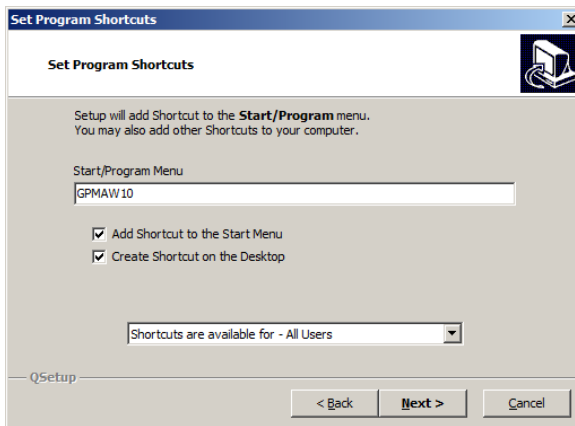 Set Program Shortcuts
Set Program Shortcuts
Setup will add Shortcut to the Start/Program menu.
You may also add other Shortcuts to your computer.
Start/Program Menu
GPMAW10
Add Shortcut to the Start Menu
Create Shortcut on the Desktop
Shortcuts are available for - All Users
QSetup
< Back Next > Cancel